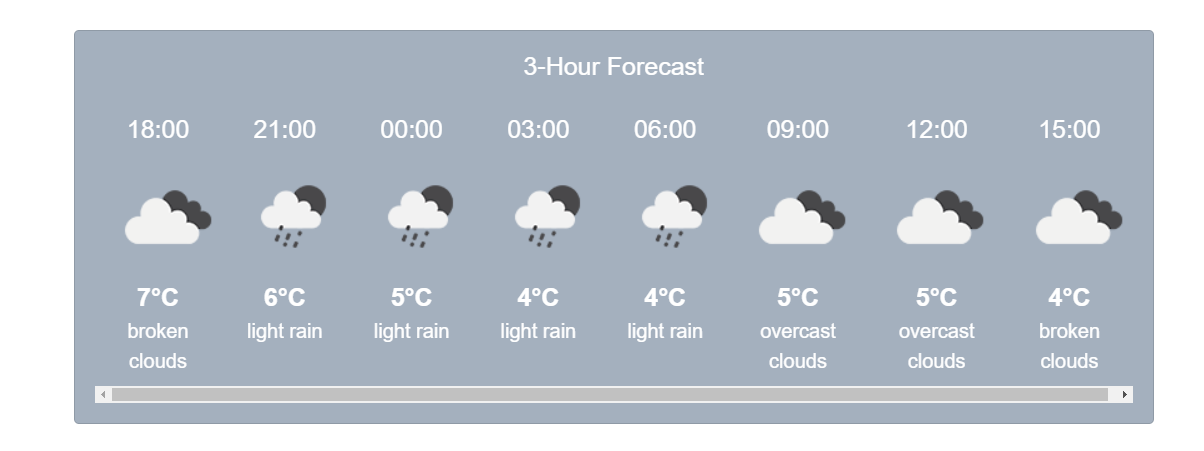 3-Hour Forecast
18:00 21:00 00:00 03:00 06:00 09:00 12:00 15:00
7°C 6°C 5°C 4°C 4°C 5°C 5°C 4°C
broken light rain light rain light rain light rain overcast overcast broken
clouds clouds clouds clouds